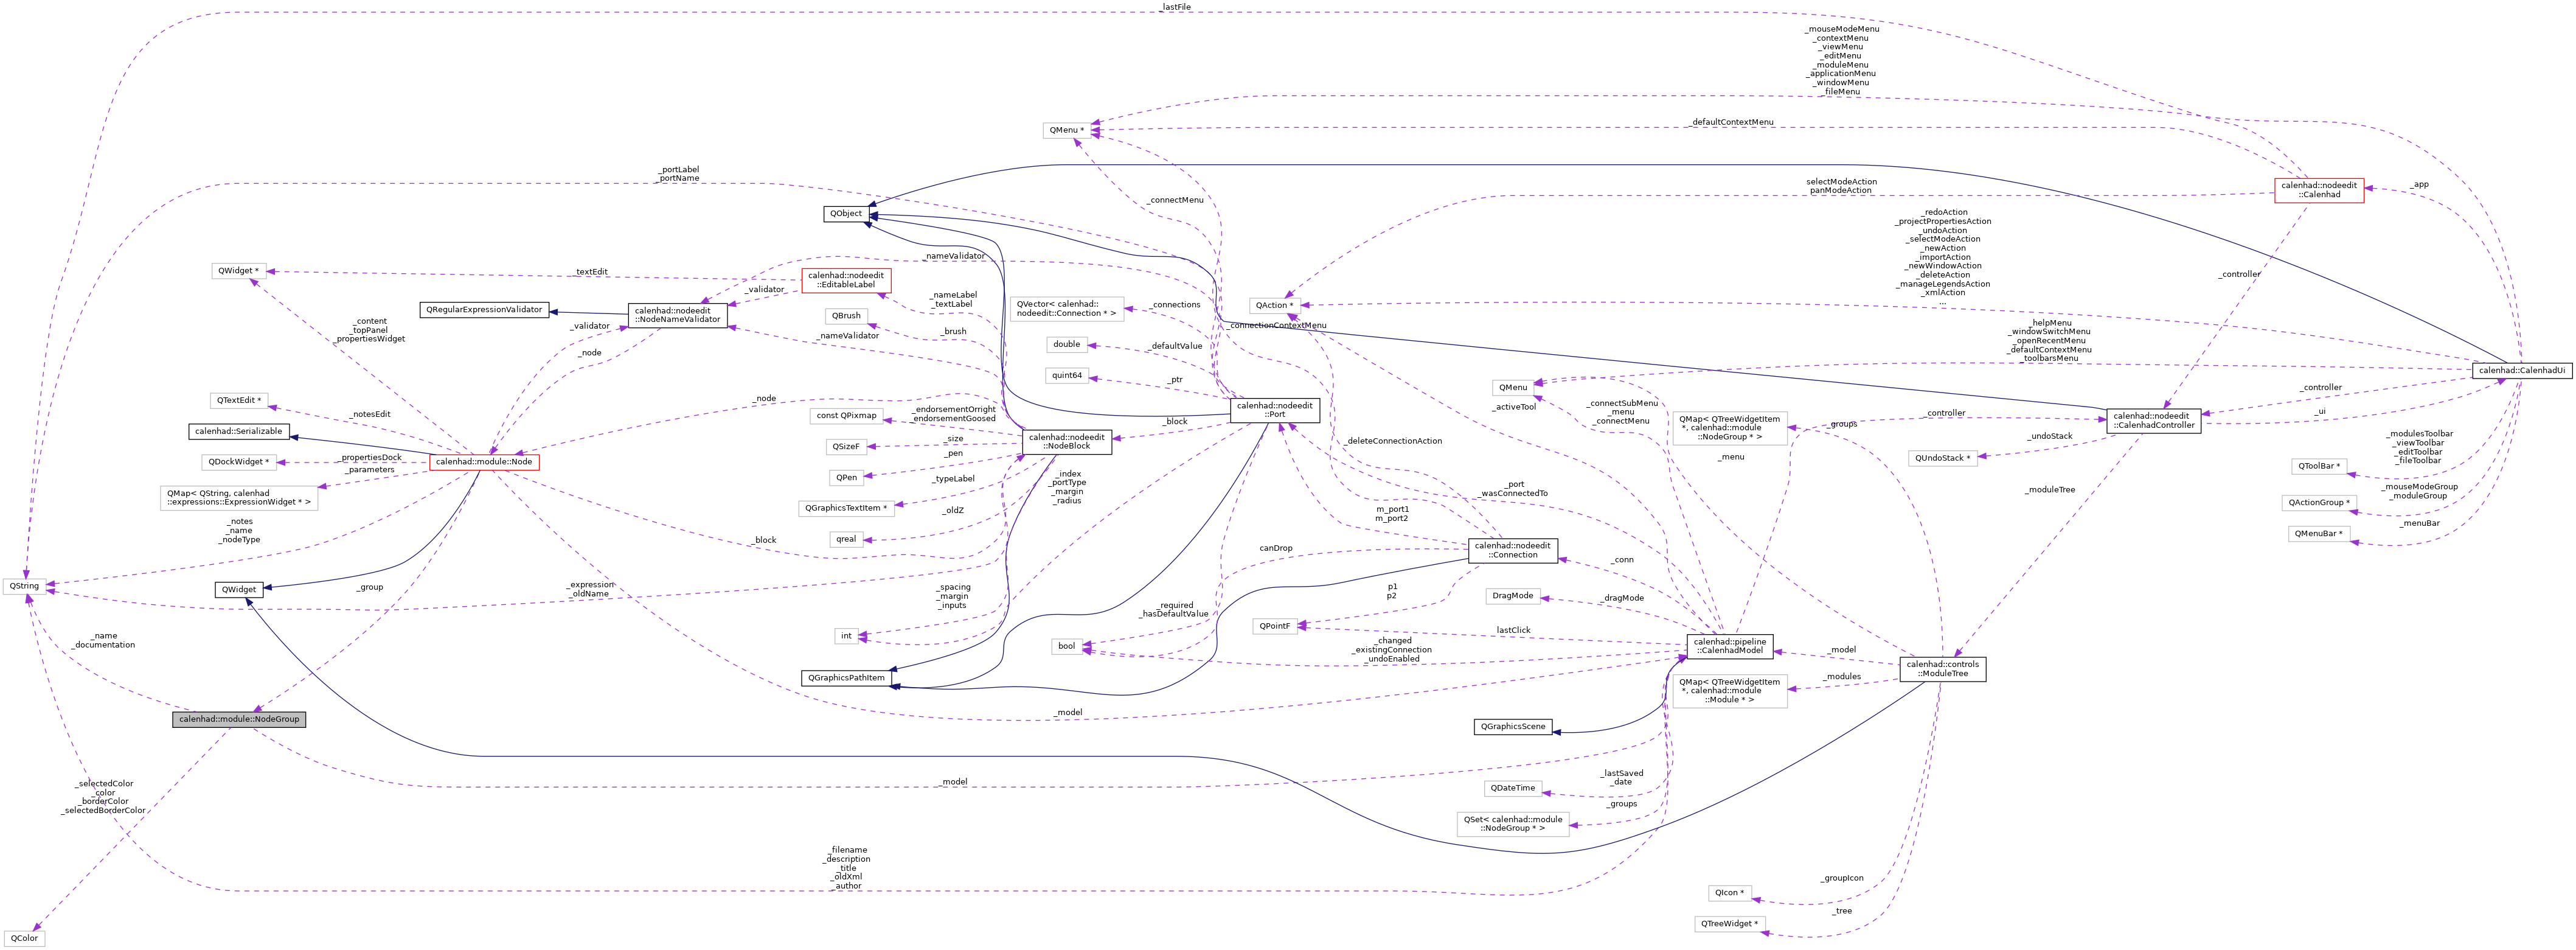 _lastFile
_mouseModeMenu
_contextMenu
_viewMenu
_editMenu
_moduleMenu
_applicationMenu
_windowMenu
_fileMenu
QMenu *
_defaultContextMenu
_portLabel
_portName
_connectMenu
selectModeAction
panModeAction
calenhad::nodeedit
::Calenhad
_app
QObject
_redoAction
_projectPropertiesAction
_undoAction
_selectModeAction
_newAction
_importAction
_newWindowAction
_deleteAction
_manageLegendsAction
_xmlAction
...
_controller
_nameValidator
QWidget *
_textEdit
calenhad::nodeedit
::EditableLabel
_validator
_nameLabel
_textLabel
QVector< calenhad::
nodeedit::Connection * >
_connections
QAction *
QRegularExpressionValidator
calenhad::nodeedit
::NodeNameValidator
QBrush
_brush
_connectionContextMenu
_content
_topPanel
_propertiesWidget
_validator
_nameValidator
_node
double
_defaultValue
_helpMenu
_windowSwitchMenu
_openRecentMenu
_defaultContextMenu
_toolbarsMenu
calenhad::CalenhadUi
quint64
_ptr
QMenu
_controller
QTextEdit *
_notesEdit
_node
const QPixmap
_endorsementOrright
_endorsementGoosed
calenhad::nodeedit
::Port
_activeTool
_connectSubMenu
_menu
_connectMenu
QMap< QTreeWidgetItem
*, calenhad::module
::NodeGroup * >
_groups
_controller
calenhad::nodeedit
::CalenhadController
_ui
calenhad::Serializable
_block
QSizeF
_size
calenhad::nodeedit
::NodeBlock
_deleteConnectionAction
_undoStack
_modulesToolbar
_viewToolbar
_editToolbar
_fileToolbar
QDockWidget *
_propertiesDock
calenhad::module::Node
_pen
_menu
QUndoStack *
QToolBar *
_parameters
QPen
_index
_portType
_margin
_radius
QMap< QString, calenhad
::expressions::ExpressionWidget * >
_typeLabel
QGraphicsTextItem *
_port
_wasConnectedTo
_moduleTree
_mouseModeGroup
_moduleGroup
QActionGroup *
_oldZ
m_port1
m_port2
_notes
_name
_nodeType
_block
qreal
_menuBar
QMenuBar *
canDrop
calenhad::nodeedit
::Connection
_conn
QString
QWidget
_group
_expression
_oldName
_spacing
_margin
_inputs
p1
p2
DragMode
_dragMode
_required
_hasDefaultValue
QPointF
lastClick
_name
_documentation
int
bool
_changed
_existingConnection
_undoEnabled
calenhad::pipeline
::CalenhadModel
_model
calenhad::controls
::ModuleTree
QGraphicsPathItem
QMap< QTreeWidgetItem
*, calenhad::module
::Module * >
_modules
calenhad::module::NodeGroup
_model
QGraphicsScene
_model
_lastSaved
_date
QDateTime
_selectedColor
_color
_borderColor
_selectedBorderColor
_groups
QSet< calenhad::module
::NodeGroup * >
_filename
_description
_title
_oldXml
_author
_groupIcon
QIcon *
_tree
QTreeWidget *
QColor